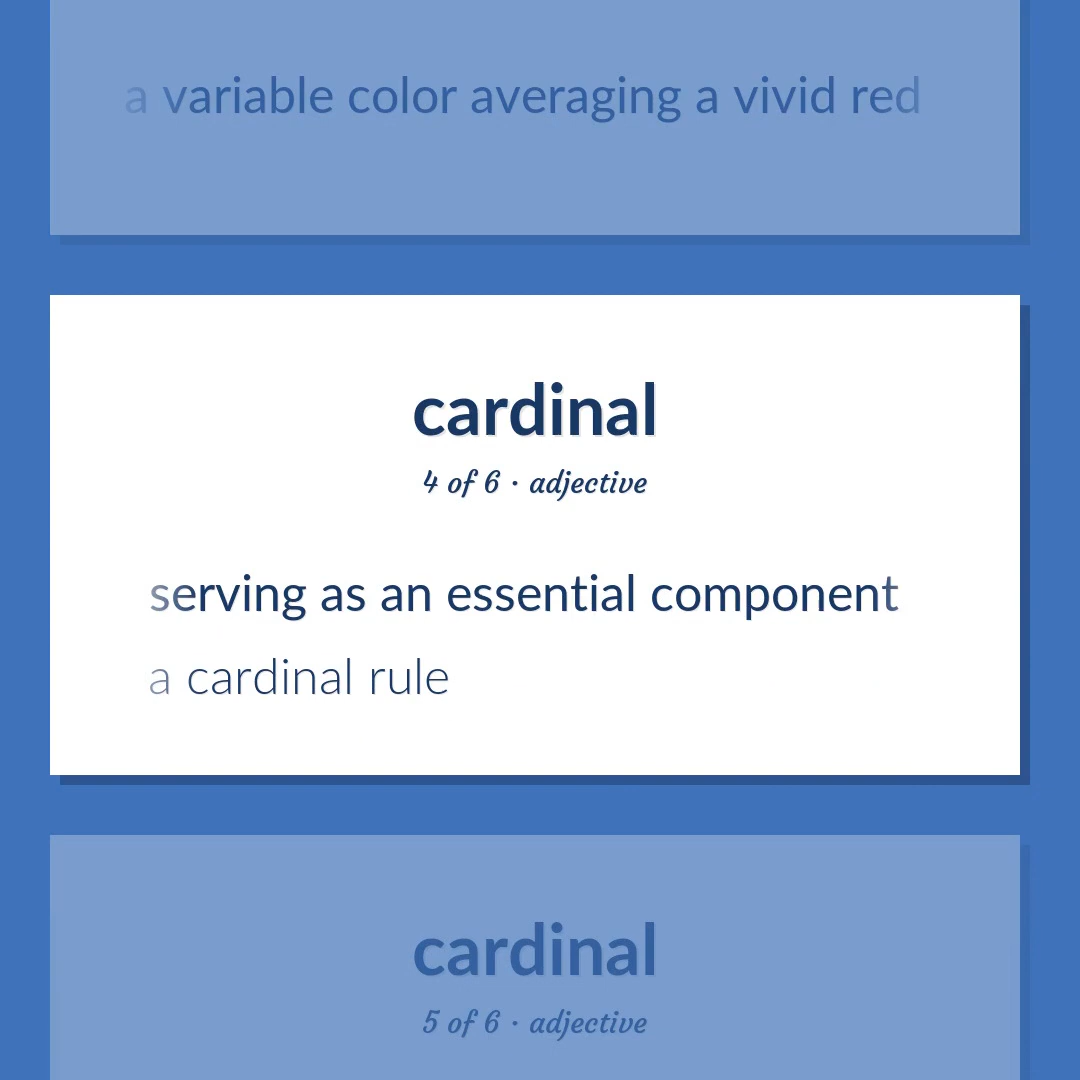 a variable color averaging a vivid red
cardinal
4 of 6 · adjective
serving as an essential component
a cardinal rule
cardinal
5 of 6 · adjective